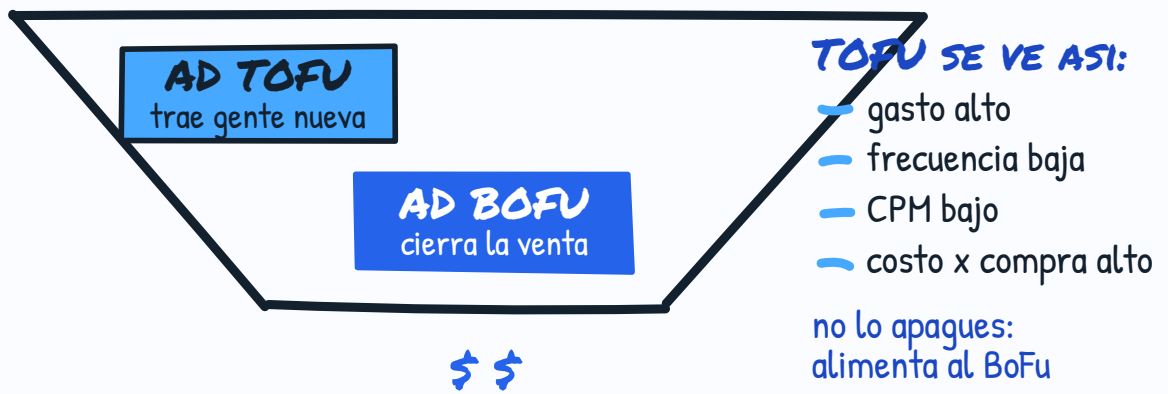 AD TOFU
trae gente nueva
AD BOFU
cierra la venta
$ $
TOFU SE VE ASI:
gasto alto
frecuencia baja
CPM bajo
costo x compra alto
no lo apagues:
alimenta al BoFu